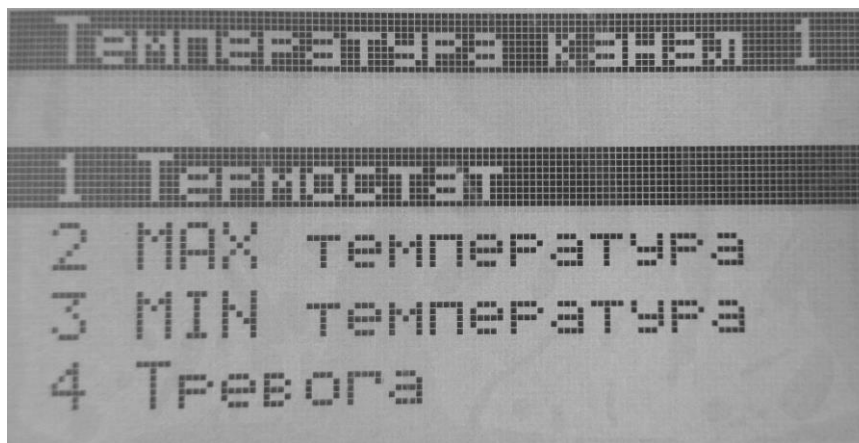 Температура канал 1
1 Термостат
2 MAX температура
3 MIN температура
4 Тревога